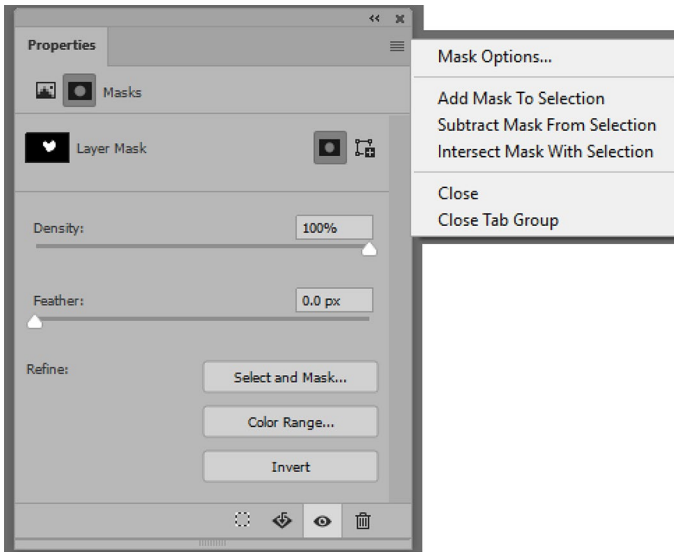 Properties
Masks
Layer Mask
Density:
100%
Feather:
0.0 px
Refine:
Select and Mask...
Color Range...
Invert
Mask Options...
Add Mask To Selection
Subtract Mask From Selection
Intersect Mask With Selection
Close
Close Tab Group